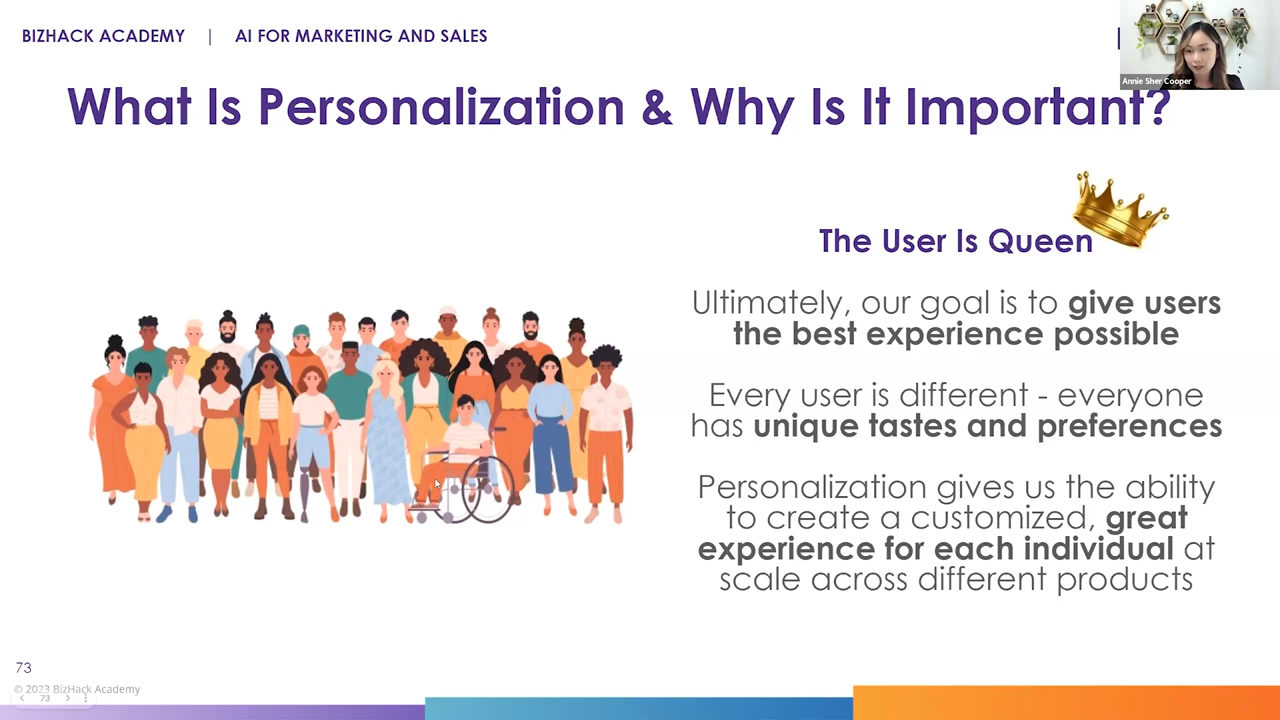 BIZHACK ACADEMY | AI FOR MARKETING AND SALES
Annie Sher Cooper
What Is Personalization & Why Is It Important?
The User Is Queen
Ultimately, our goal is to give users
the best experience possible
Every user is different - everyone
has unique tastes and preferences
Personalization gives us the ability
to create a customized, great
experience for each individual at
scale across different products
73
© 2023 BizHack Academy
73